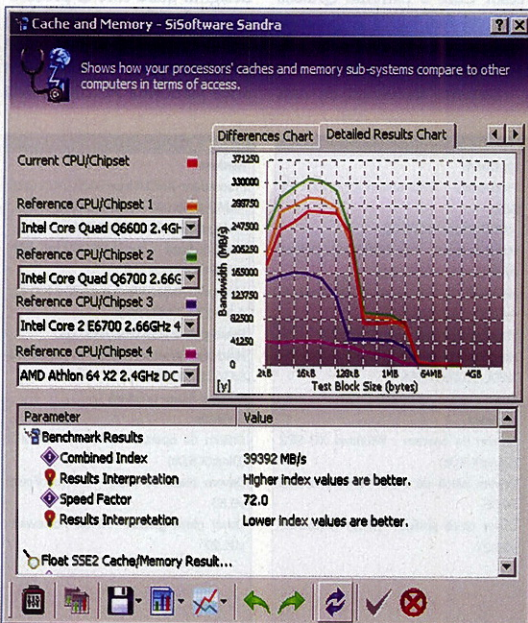 Cache and Memory - SiSoftware Sandra
Shows how your processors' caches and memory sub-systems compare to other
computers in terms of access.
Differences Chart
Detailed Results Chart
Current CPU/Chipset
Reference CPU/Chipset 1
Intel Core Quad Q6600 2.4GH
Reference CPU/Chipset 2
Intel Core Quad Q6700 2.66G
Reference CPU/Chipset 3
Intel Core 2 E6700 2.66GHz 4
Reference CPU/Chipset 4
AMD Athlon 64 X2 2.4GHz DC
Bandwidth (MB/s)
371250
330000
288750
247500
206250
165000
123750
82500
41250
0
2kB 16kB 128kB 1MB 64MB 4GB
[y]
Test Block Size (bytes)
Parameter Value
Benchmark Results
Combined Index 39392 MB/s
Results Interpretation Higher index values are better.
Speed Factor 72.0
Results Interpretation Lower index values are better.
Float SSE2 Cache/Memory Result...